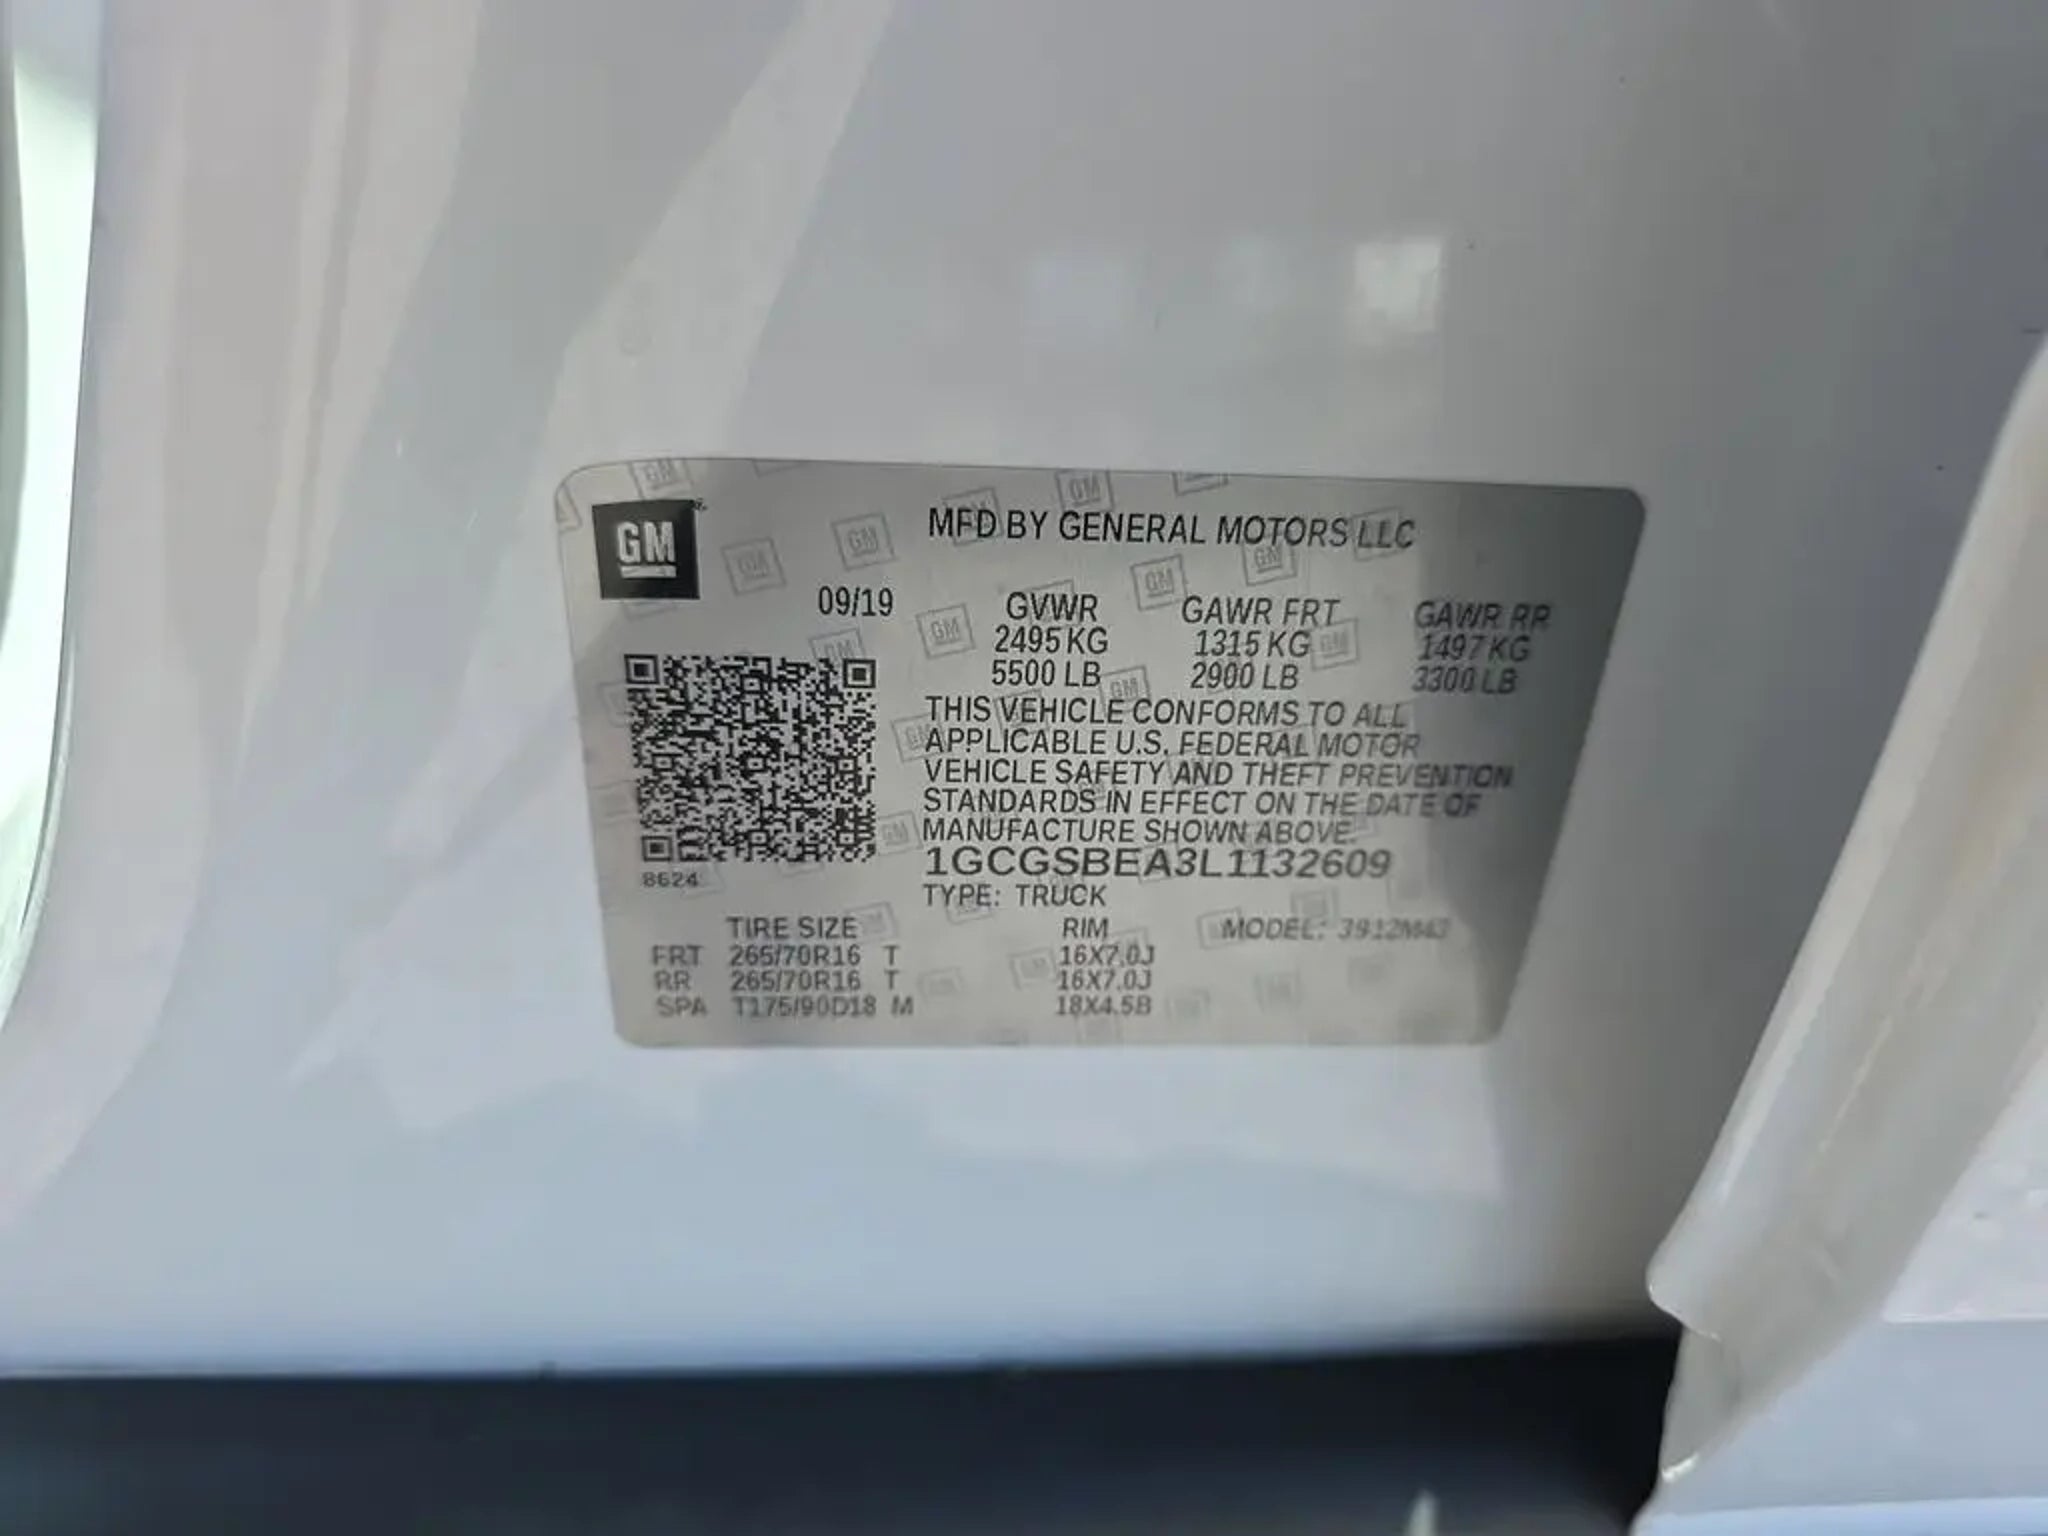 GM
MFD BY GENERAL MOTORS LLC
09/19 GVWR GAWR FRT GAWR RR
2495 KG 1315 KG 1497 KG
5500 LB 2900 LB 3300 LB
THIS VEHICLE CONFORMS TO ALL
APPLICABLE U.S. FEDERAL MOTOR
VEHICLE SAFETY AND THEFT PREVENTION
STANDARDS IN EFFECT ON THE DATE OF
MANUFACTURE SHOWN ABOVE.
1GCGSBEA3L1132609
8624
TYPE: TRUCK
TIRE SIZE RIM MODEL: 3912M43
FRT 265/70R16 T 16X7.0J
RR 265/70R16 T 16X7.0J
SPA T175/90D18 M 18X4.5B